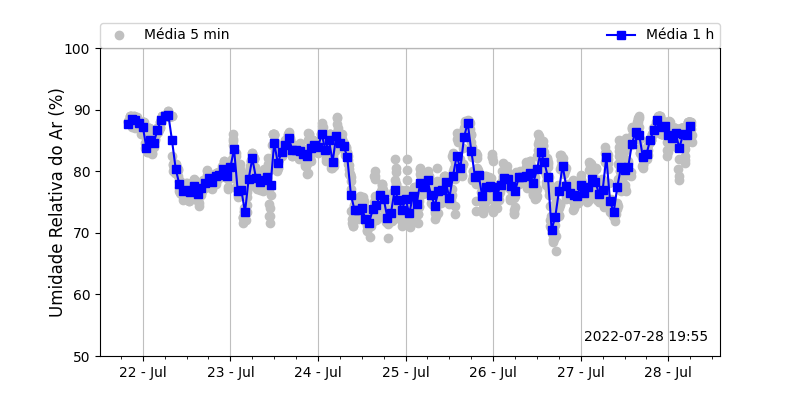 Média 5 min
Média 1 h
100
90
80
70
60
50
Umidade Relativa do Ar (%)
2022-07-28 19:55
22 - Jul
23 - Jul
24 - Jul
25 - Jul
26 - Jul
27 - Jul
28 - Jul